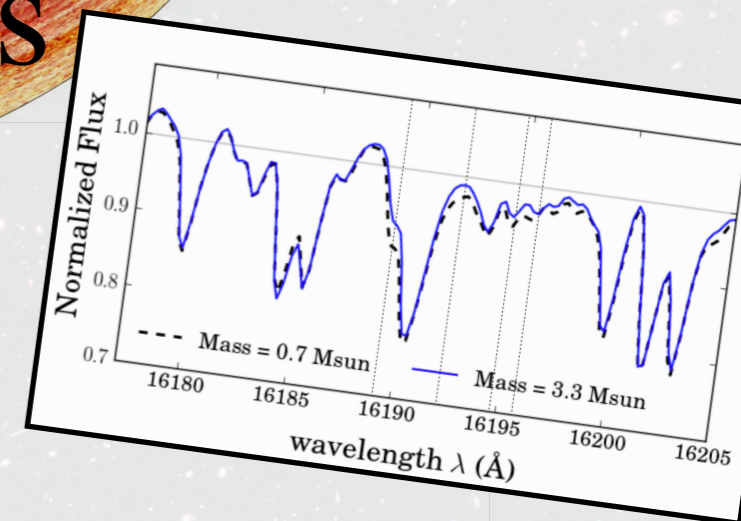 S
Normalized Flux
1.0
0.9
0.8
0.7
Mass = 0.7 Msun
Mass = 3.3 Msun
16180 16185 16190 16195 16200 16205
wavelength λ (Å)